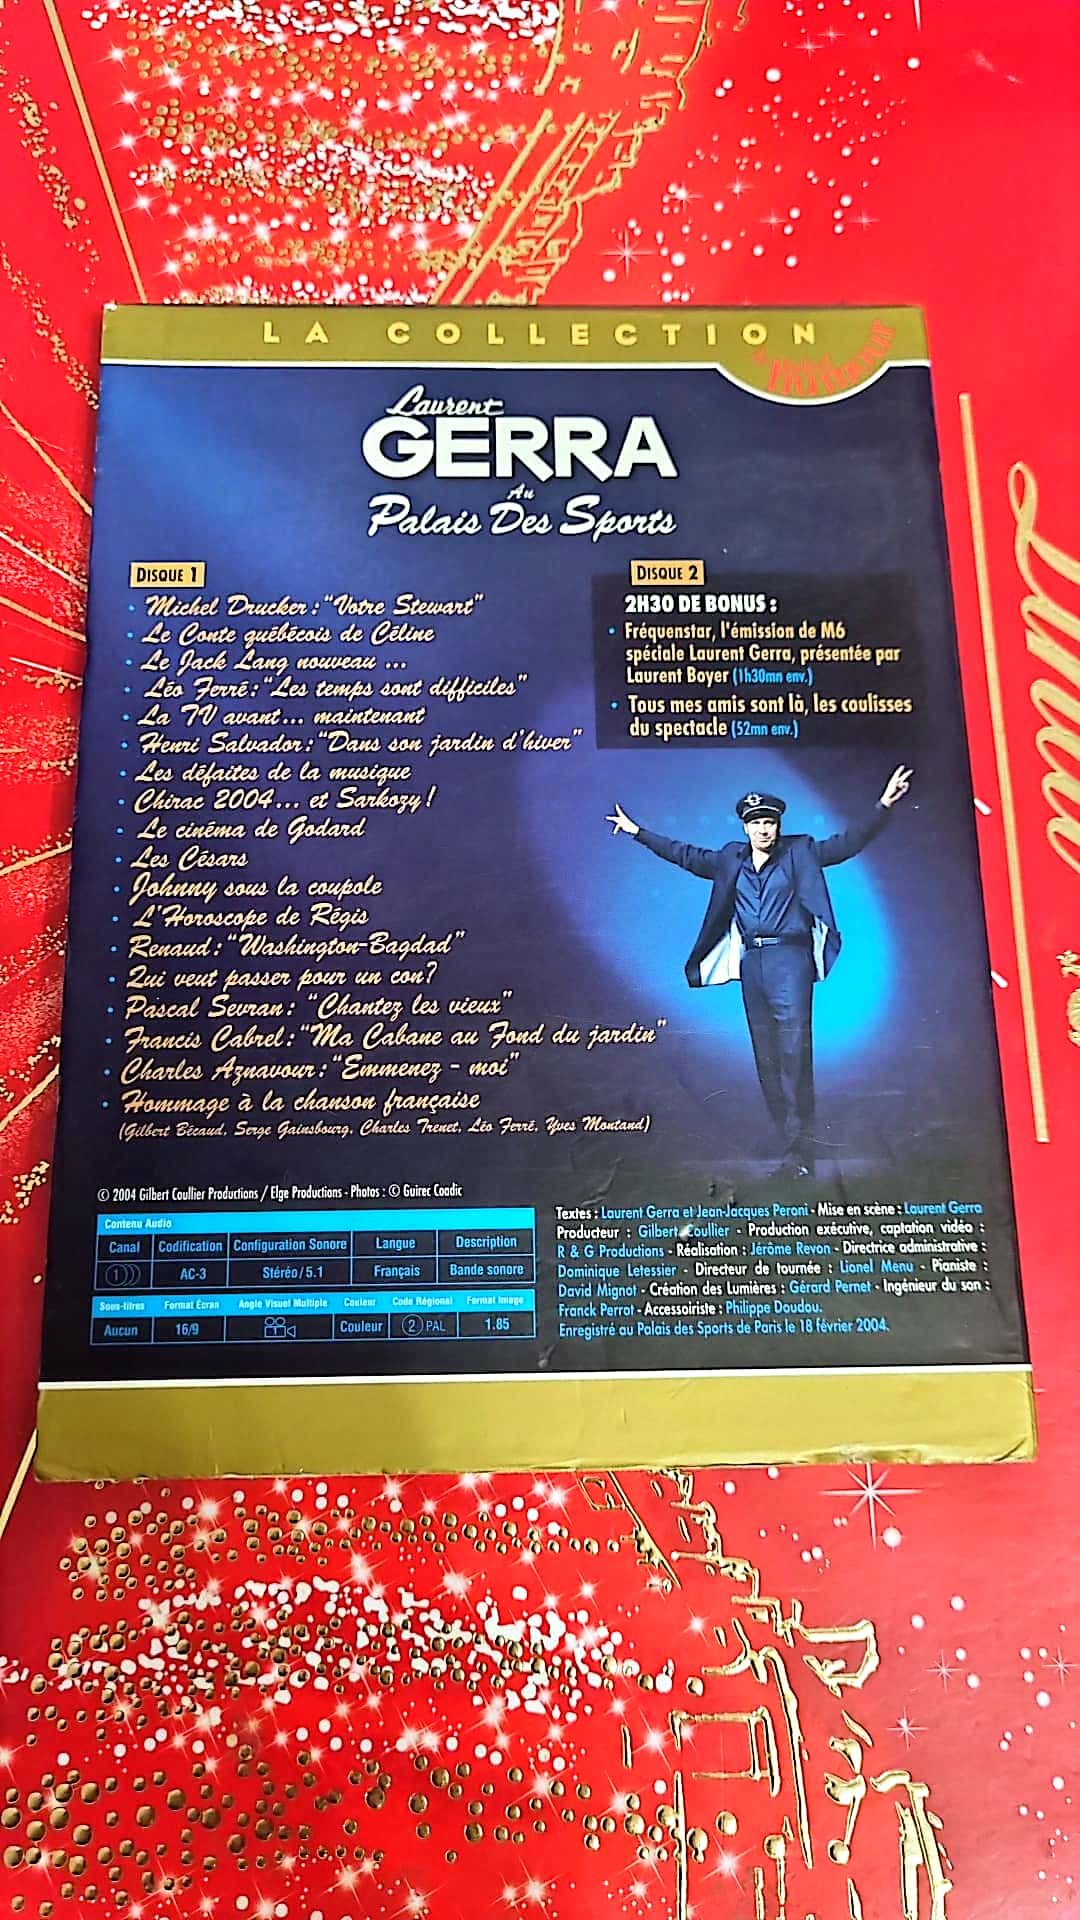 LA COLLECTION
Laurent
GERRA
Au
Palais Des Sports
DISQUE 1
• Michel Drucker : "Votre Stewart"
• Le Conte québécois de Céline
• Le Jack Lang nouveau ...
• Léo Ferré : "Les temps sont difficiles"
• La TV avant... maintenant
• Henri Salvador : "Dans son jardin d'hiver"
• Les défaites de la musique
• Chirac 2004... et Sarkozy !
• Le cinéma de Godard
• Les Césars
• Johnny sous la coupole
• L'Horoscope de Régis
• Renaud : "Washington-Bagdad"
• Qui veut passer pour un con ?
• Pascal Sevran : "Chantez les vieux"
• Francis Cabrel : "Ma Cabane au Fond du jardin"
• Charles Aznavour : "Emmenez - moi"
• Hommage à la chanson française
(Gilbert Bécaud, Serge Gainsbourg, Charles Trenet, Léo Ferré, Yves Montand)
DISQUE 2
2H30 DE BONUS :
• Fréquenstar, l'émission de M6
spéciale Laurent Gerra, présentée par
Laurent Boyer (1h30mn env.)
• Tous mes amis sont là, les coulisses
du spectacle (52mn env.)
© 2004 Gilbert Coullier Productions / Elge Productions - Photos : © Guirec Coadic
Contenu Audio
Canal Codification Configuration Sonore Langue Description
1 AC-3 Stéréo/5.1 Français Bande sonore
Sous-titres Format Écran Angle Visuel Multiple Couleur Code Régional Format Image
Aucun 16/9 1 Couleur 2 PAL 1.85
Textes : Laurent Gerra et Jean-Jacques Peroni - Mise en scène : Laurent Gerra
Producteur : Gilbert Coullier - Production exécutive, captation vidéo :
R & G Productions - Réalisation : Jérôme Revon - Directrice administrative :
Dominique Letessier - Directeur de tournée : Lionel Menu - Pianiste :
David Mignot - Création des Lumières : Gérard Pernet - Ingénieur du son :
Franck Perrot - Accessoiriste : Philippe Doudou.
Enregistré au Palais des Sports de Paris le 18 février 2004.